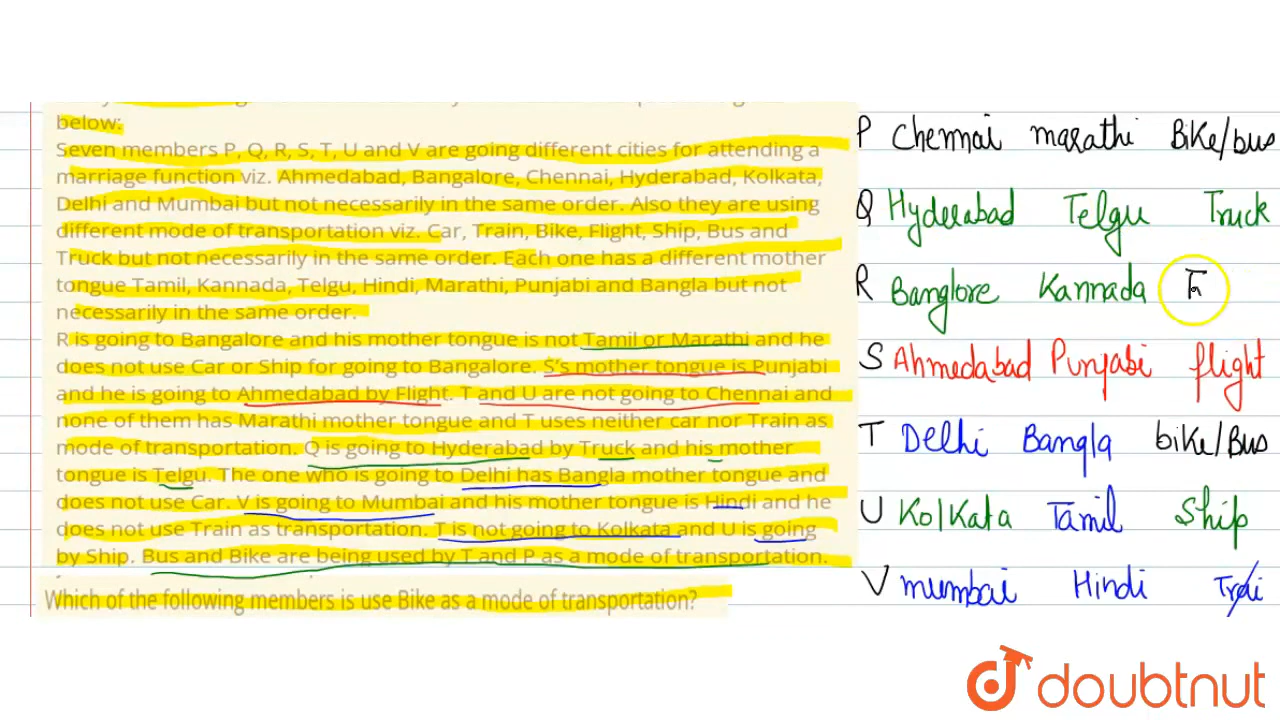 below:
Seven members P, Q, R, S, T, U and V are going different cities for attending a
marriage function viz. Ahmedabad, Bangalore, Chennai, Hyderabad, Kolkata,
Delhi and Mumbai but not necessarily in the same order. Also they are using
different mode of transportation viz. Car, Train, Bike, Flight, Ship, Bus and
Truck but not necessarily in the same order. Each one has a different mother
tongue Tamil, Kannada, Telgu, Hindi, Marathi, Punjabi and Bangla but not
necessarily in the same order.
R is going to Bangalore and his mother tongue is not Tamil or Marathi and he
does not use Car or Ship for going to Bangalore. S's mother tongue is Punjabi
and he is going to Ahmedabad by Flight. T and U are not going to Chennai and
none of them has Marathi mother tongue and T uses neither car nor Train as
mode of transportation. Q is going to Hyderabad by Truck and his mother
tongue is Telgu. The one who is going to Delhi has Bangla mother tongue and
does not use Car. V is going to Mumbai and his mother tongue is Hindi and he
does not use Train as transportation. T is not going to Kolkata and U is going
by Ship. Bus and Bike are being used by T and P as a mode of transportation.
Which of the following members is use Bike as a mode of transportation?
P Chennai marathi Bike/bus
Q Hyderabad Telgu Truck
R Banglore Kannada
S Ahmedabad Punjabi flight
T Delhi Bangla bike/Bus
U Kolkata Tamil Ship
V mumbai Hindi Trai
doubtnut